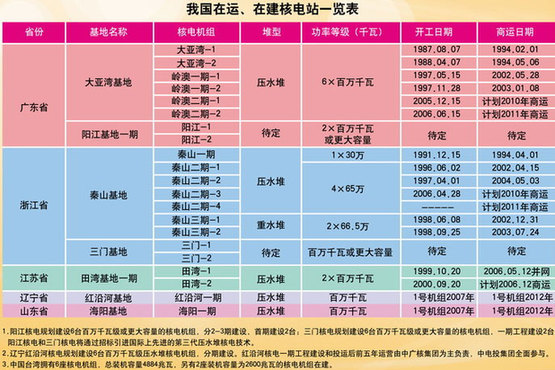 我国在运、在建核电站一览表
省份 基地名称 核电机组 堆型 功率等级(千瓦) 开工日期 商运日期
广东省 大亚湾基地 大亚湾-1 压水堆 6×百万千瓦 1987.08.07 1994.02.01
大亚湾-2 1988.04.07 1994.05.06
岭澳一期-1 1997.05.15 2002.05.28
岭澳一期-2 1997.11.28 2003.01.08
岭澳二期-1 2005.12.15 计划2010年商运
岭澳二期-2 2006.06.15 计划2011年商运
阳江基地一期 阳江-1 待定 2×百万千瓦 待定 待定
阳江-2 或更大容量
浙江省 秦山基地 秦山一期 压水堆 1×30万 1991.12.15 1994.04.01
秦山二期-1 4×65万 1996.06.02 2002.04.15
秦山二期-2 1997.04.01 2004.05.03
秦山二期-3 2006.04.28 计划2010年商运
秦山二期-4 ----- 计划2011年商运
秦山三期-1 重水堆 2×66.5万 1998.06.08 2002.12.31
秦山三期-2 1998.09.25 2003.07.24
三门基地 三门-1 待定 百万千瓦或更大容量 待定 待定
三门-2
江苏省 田湾基地一期 田湾-1 压水堆 2×百万千瓦 1999.10.20 2006.05.12并网
田湾-2 2000.09.20 计划2006.12商运
辽宁省 红沿河基地 红沿河一期 压水堆 百万千瓦 1号机组2007年 1号机组2012年
山东省 海阳基地 海阳一期 压水堆 百万千瓦 1号机组2007年 1号机组2012年
1.阳江核电规划建设6台百万千瓦级或更大容量的核电机组,分2-3期建设、首期建设2台;三门核电规划建设6台百万千瓦级或更大容量的核电机组,一期工程建设2台
阳江核电和三门核电将通过招标引进国际上先进的第三代压水堆核电技术。
2.辽宁红沿河核电规划建设6台百万千瓦级压水堆核电机组,分期建设。红沿河核电一期工程建设和投运后前五年运营由中广核集团为主负责,中电投集团全面参与。
3.中国台湾拥有6座核电机组,总装机容量4884兆瓦,另有2座装机容量为2600兆瓦的核电机组在建。